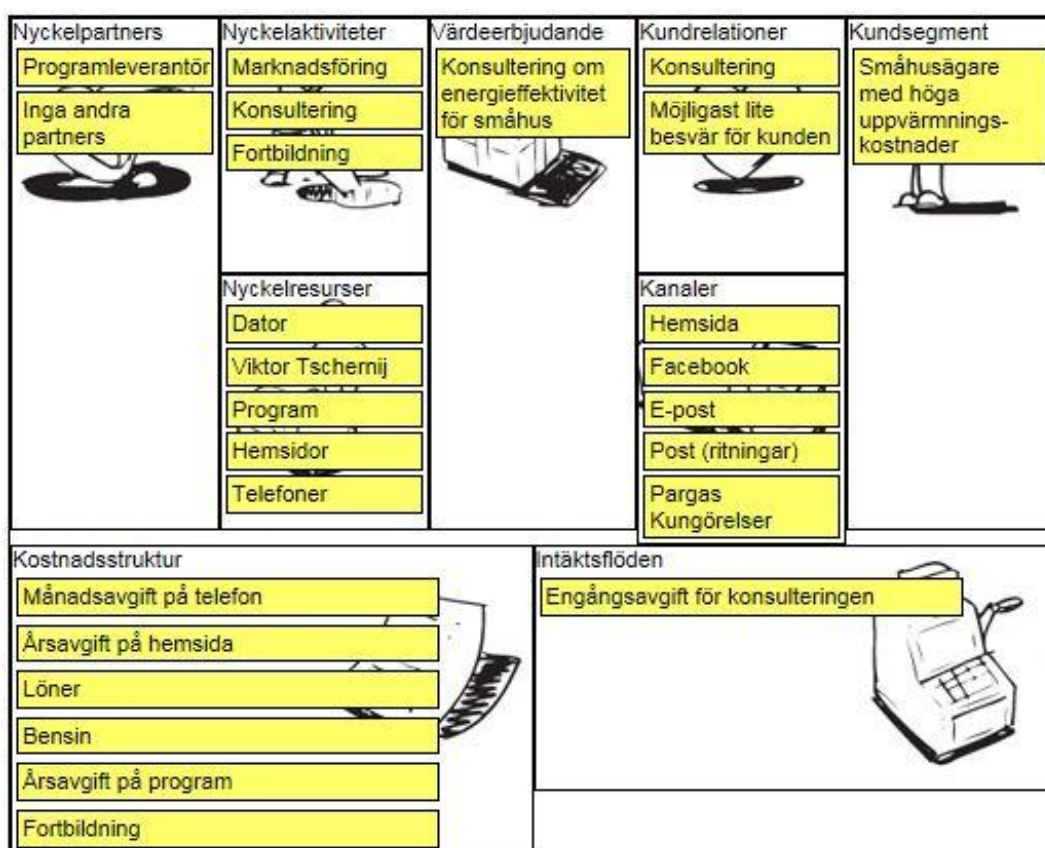 Nyckelpartners
Programleverantör
Inga andra
partners
Nyckelaktiviteter
Marknadsföring
Konsultering
Fortbildning
Nyckelresurser
Dator
Viktor Tschernij
Program
Hemsidor
Telefoner
Värdeerbjudande
Konsultering om
energieffektivitet
för småhus
Kundrelationer
Konsultering
Möjligast lite
besvär för kunden
Kanaler
Hemsida
Facebook
E-post
Post (ritningar)
Pargas
Kungörelser
Kundsegment
Småhusägare
med höga
uppvärmnings-
kostnader
Kostnadsstruktur
Månadsavgift på telefon
Årsavgift på hemsida
Löner
Bensin
Årsavgift på program
Fortbildning
Intäktsflöden
Engångsavgift för konsulteringen